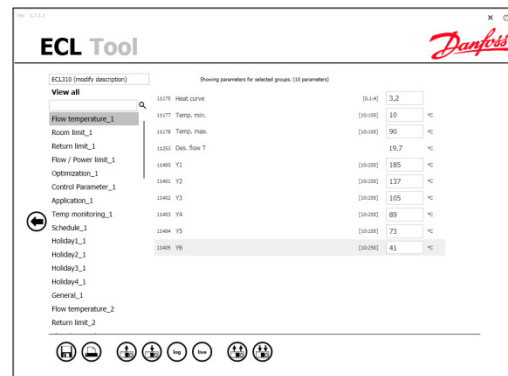 Ver 3.7.3.3
ECL Tool
Danfoss
ECL310 (modify description)
Showing parameters for selected groups. (10 parameters)
View all
Flow temperature_1
Room limit_1
Return limit_1
Flow / Power limit_1
Optimization_1
Control Parameter_1
Application_1
Temp monitoring_1
Schedule_1
Holiday1_1
Holiday2_1
Holiday3_1
Holiday4_1
General_1
Flow temperature_2
Return limit_2
11175 Heat curve [0.1:4] 3,2
11177 Temp. min. [10:150] 10 °C
11178 Temp. max. [10:150] 90 °C
11253 Des. flow T 19.7 °C
11400 Y1 [10:250] 185 °C
11401 Y2 [10:250] 137 °C
11402 Y3 [10:250] 105 °C
11403 Y4 [10:250] 89 °C
11404 Y5 [10:250] 73 °C
11405 Y6 [10:250] 41 °C
log
live